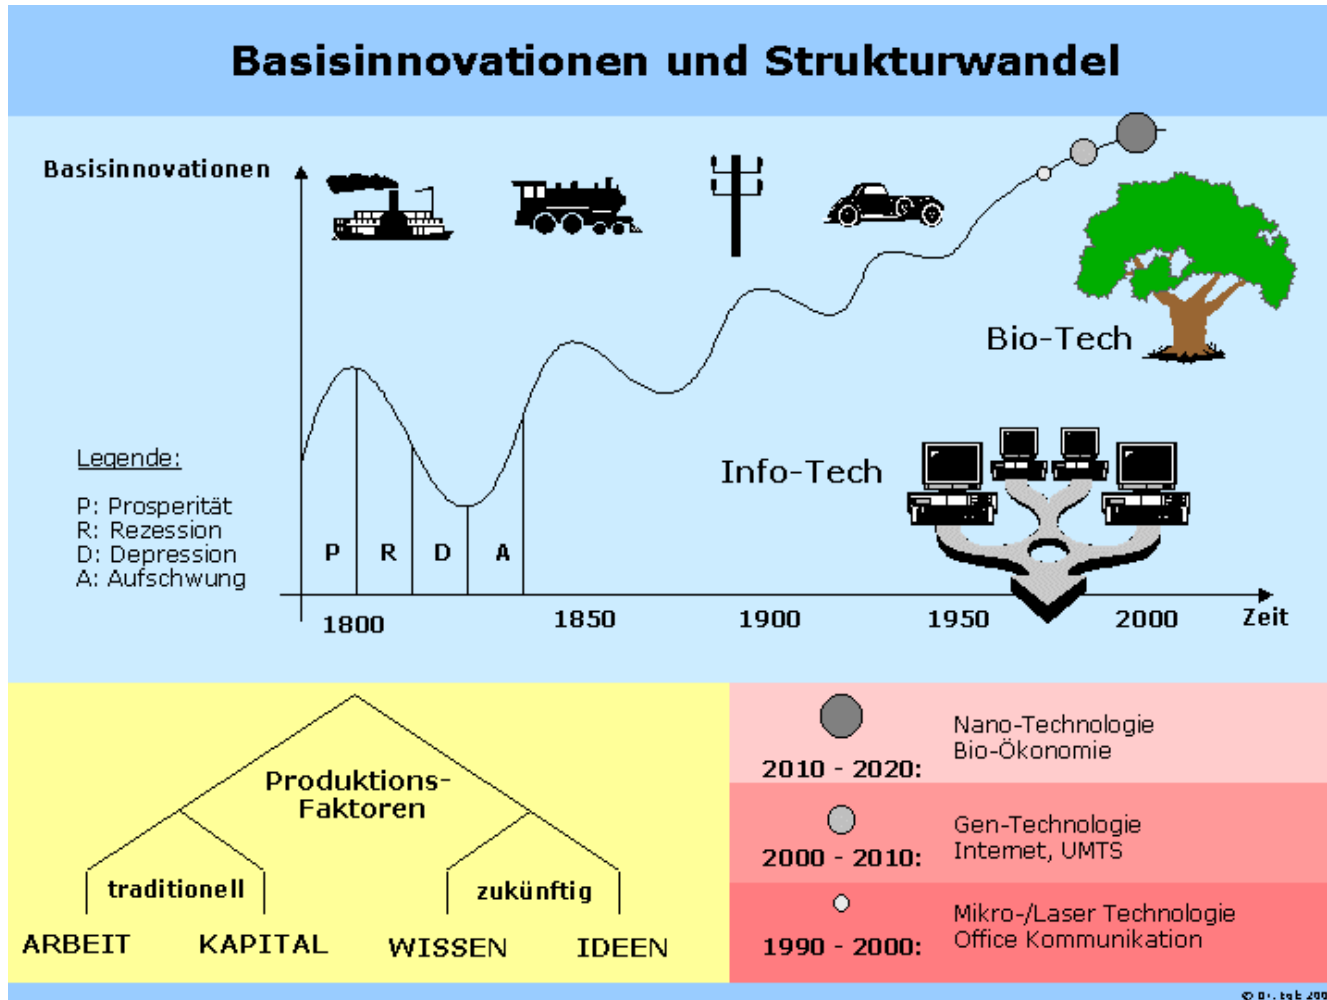 Basisinnovationen und Strukturwandel
Basisinnovationen
Bio-Tech
Info-Tech
Legende:
P: Prosperität
R: Rezession
D: Depression
A: Aufschwung
P R D A
1800 1850 1900 1950 2000 Zeit
Produktions-
Faktoren
traditionell zukünftig
ARBEIT KAPITAL WISSEN IDEEN
Nano-Technologie
Bio-Ökonomie
2010 - 2020:
Gen-Technologie
Internet, UMTS
2000 - 2010:
Mikro-/Laser Technologie
Office Kommunikation
1990 - 2000: